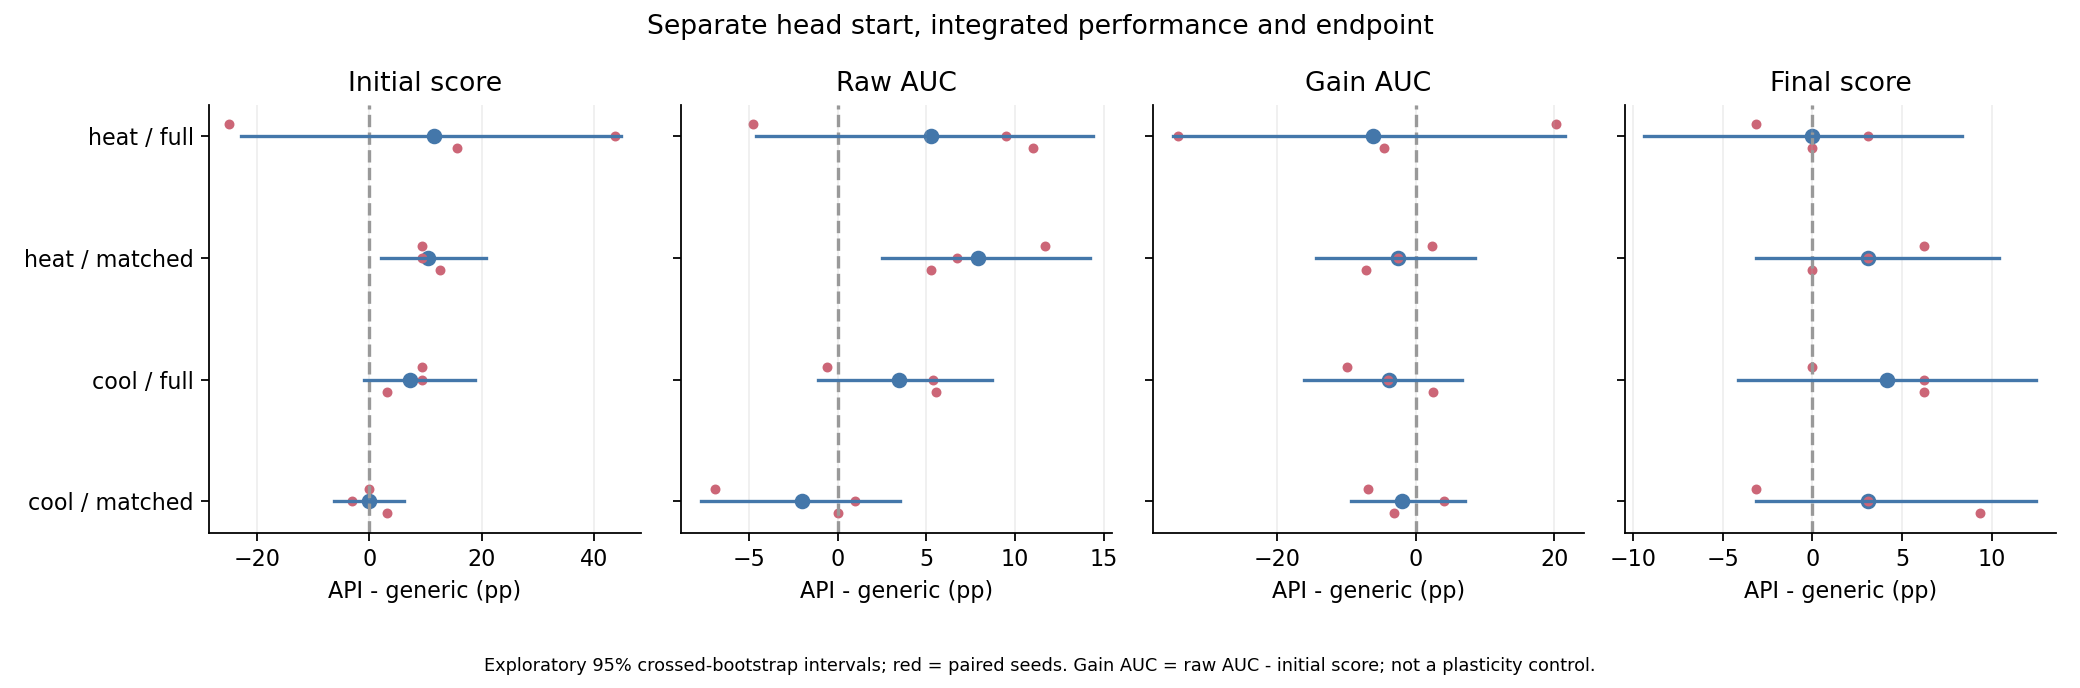 Separate head start, integrated performance and endpoint
Initial score
Raw AUC
Gain AUC
Final score
heat / full
heat / matched
cool / full
cool / matched
−20 0 20 40
−5 0 5 10 15
−20 0 20
−10 −5 0 5 10
API - generic (pp)
API - generic (pp)
API - generic (pp)
API - generic (pp)
Exploratory 95% crossed-bootstrap intervals; red = paired seeds. Gain AUC = raw AUC - initial score; not a plasticity control.